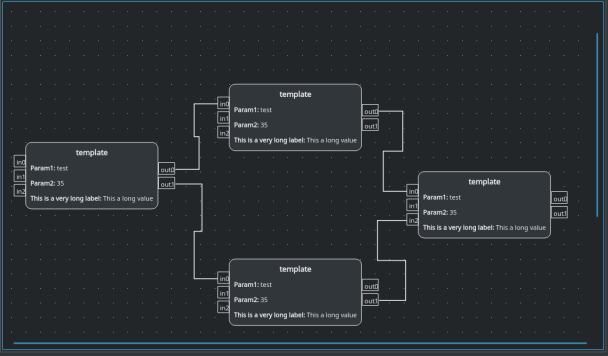 template
in0
Param1: test
out0
in1
Param2: 35
out1
in2
This is a very long label: This a long value
template
in0
Param1: test
out0
in1
Param2: 35
out1
in2
This is a very long label: This a long value
template
in0
Param1: test
out0
in1
Param2: 35
out1
in2
This is a very long label: This a long value
template
in0
Param1: test
out0
in1
Param2: 35
out1
in2
This is a very long label: This a long value